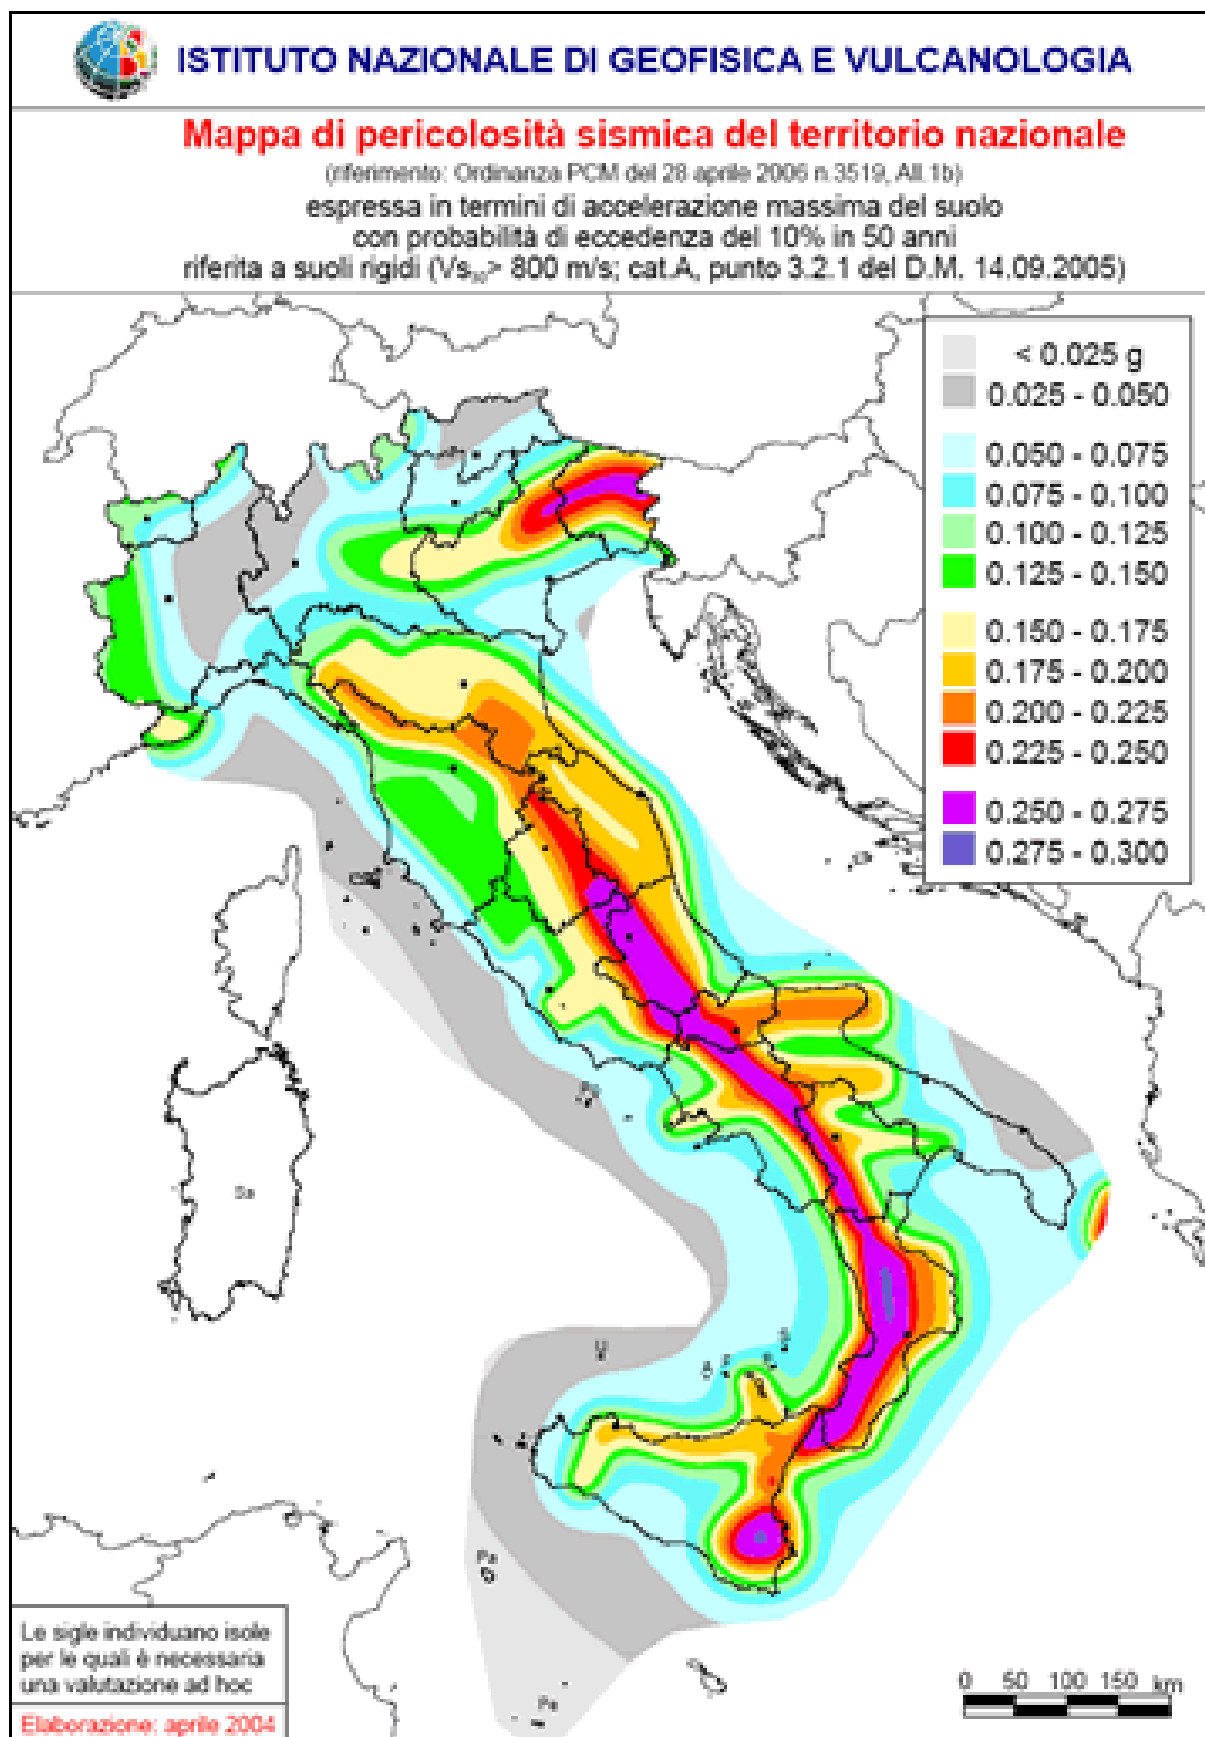 ISTITUTO NAZIONALE DI GEOFISICA E VULCANOLOGIA
Mappa di pericolosità sismica del territorio nazionale
(riferimento: Ordinanza PCM del 28 aprile 2006 n.3519, All.1b)
espressa in termini di accelerazione massima del suolo
con probabilità di eccedenza del 10% in 50 anni
riferita a suoli rigidi (Vs₃₀> 800 m/s; cat.A, punto 3.2.1 del D.M. 14.09.2005)
< 0.025 g
0.025 - 0.050
0.050 - 0.075
0.075 - 0.100
0.100 - 0.125
0.125 - 0.150
0.150 - 0.175
0.175 - 0.200
0.200 - 0.225
0.225 - 0.250
0.250 - 0.275
0.275 - 0.300
Sa
U
Pa
Pe
Le sigle individuano isole
per le quali è necessaria
una valutazione ad hoc
Elaborazione: aprile 2004
0 50 100 150 km